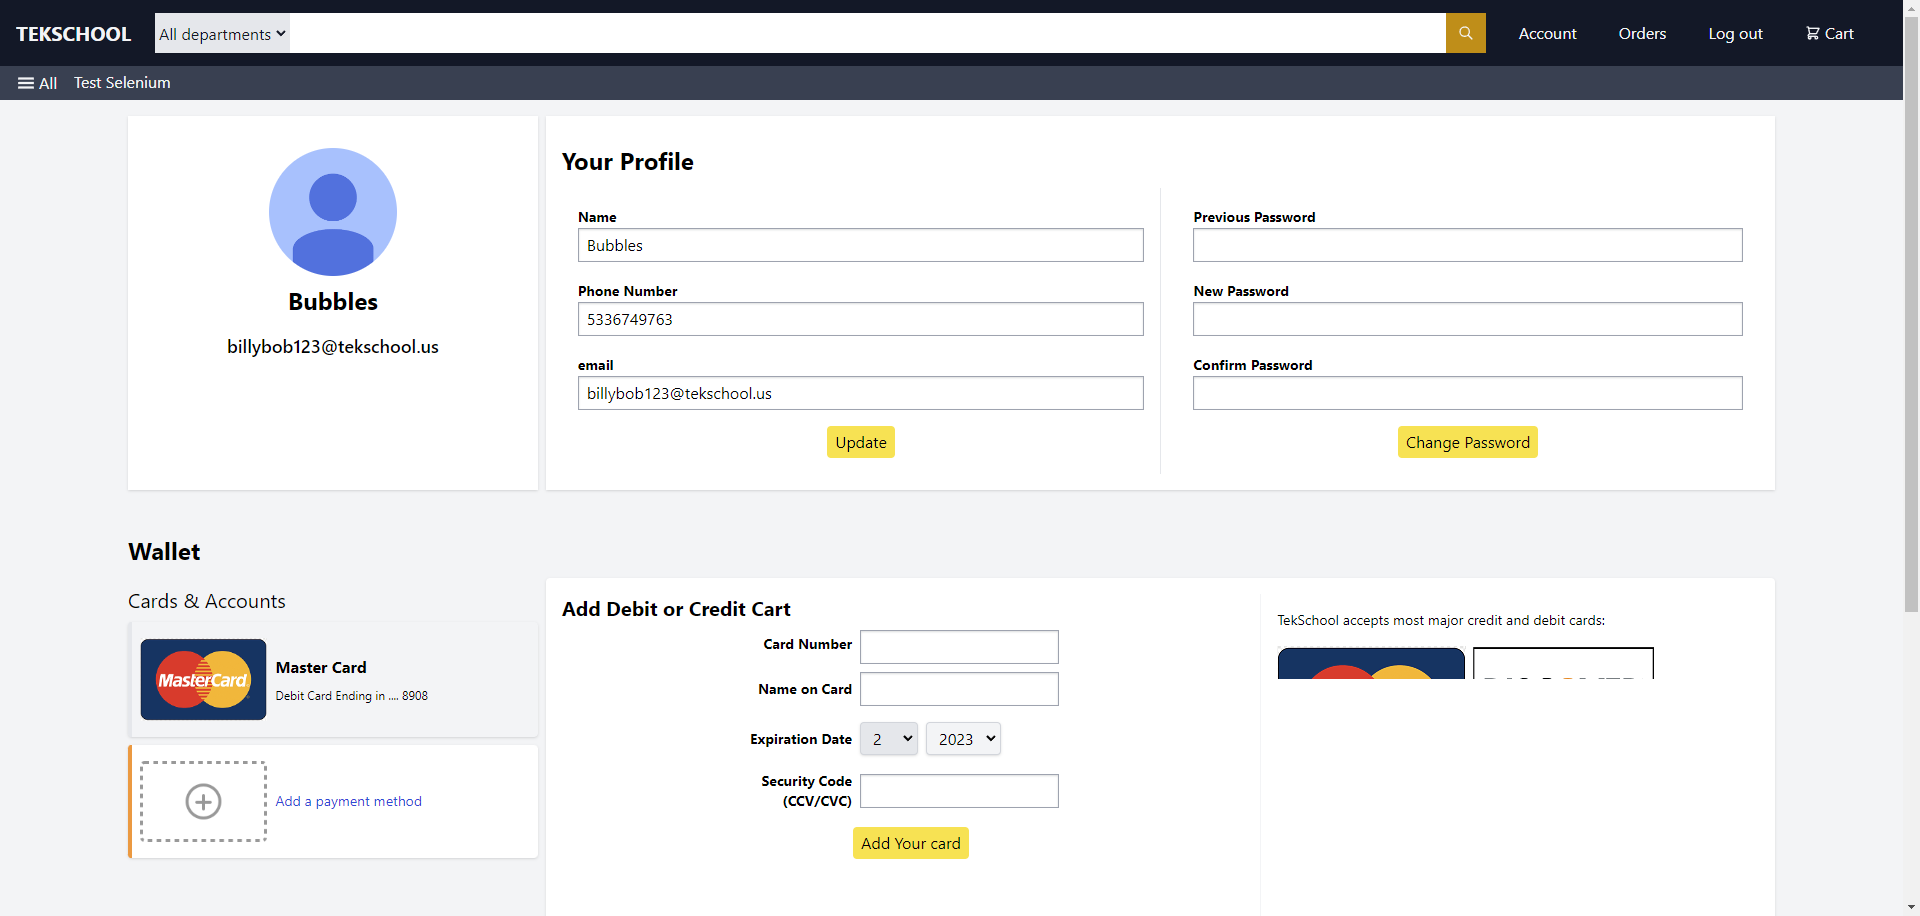 TEKSCHOOL
All departments
Account
Orders
Log out
Cart
All
Test Selenium
Bubbles
billybob123@tekschool.us
Your Profile
Name
Bubbles
Phone Number
5336749763
email
billybob123@tekschool.us
Update
Previous Password
New Password
Confirm Password
Change Password
Wallet
Cards & Accounts
MasterCard
Master Card
Debit Card Ending in .... 8908
Add a payment method
Add Debit or Credit Cart
Card Number
Name on Card
Expiration Date
2
2023
Security Code
(CCV/CVC)
Add Your card
TekSchool accepts most major credit and debit cards: